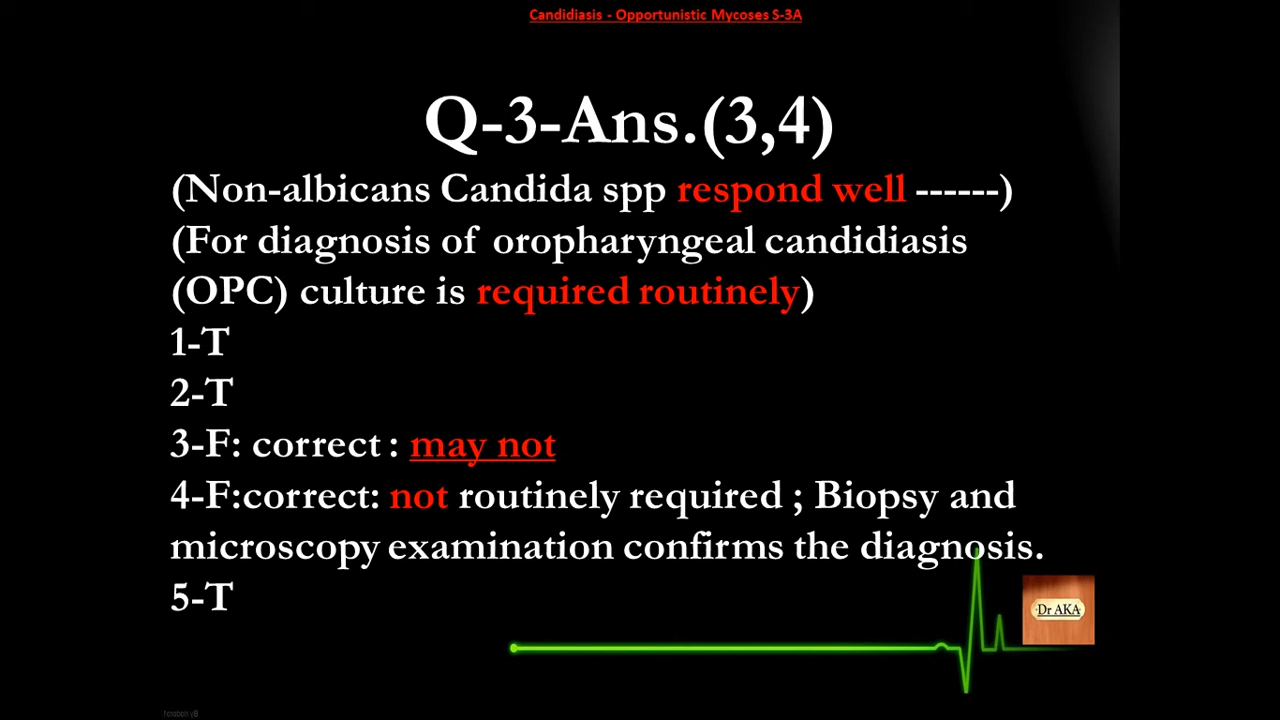 Candidiasis - Opportunistic Mycoses S-3A
Q-3-Ans.(3,4)
(Non-albicans Candida spp respond well ------)
(For diagnosis of oropharyngeal candidiasis
(OPC) culture is required routinely)
1-T
2-T
3-F: correct : may not
4-F:correct: not routinely required ; Biopsy and
microscopy examination confirms the diagnosis.
5-T
Dr AKA